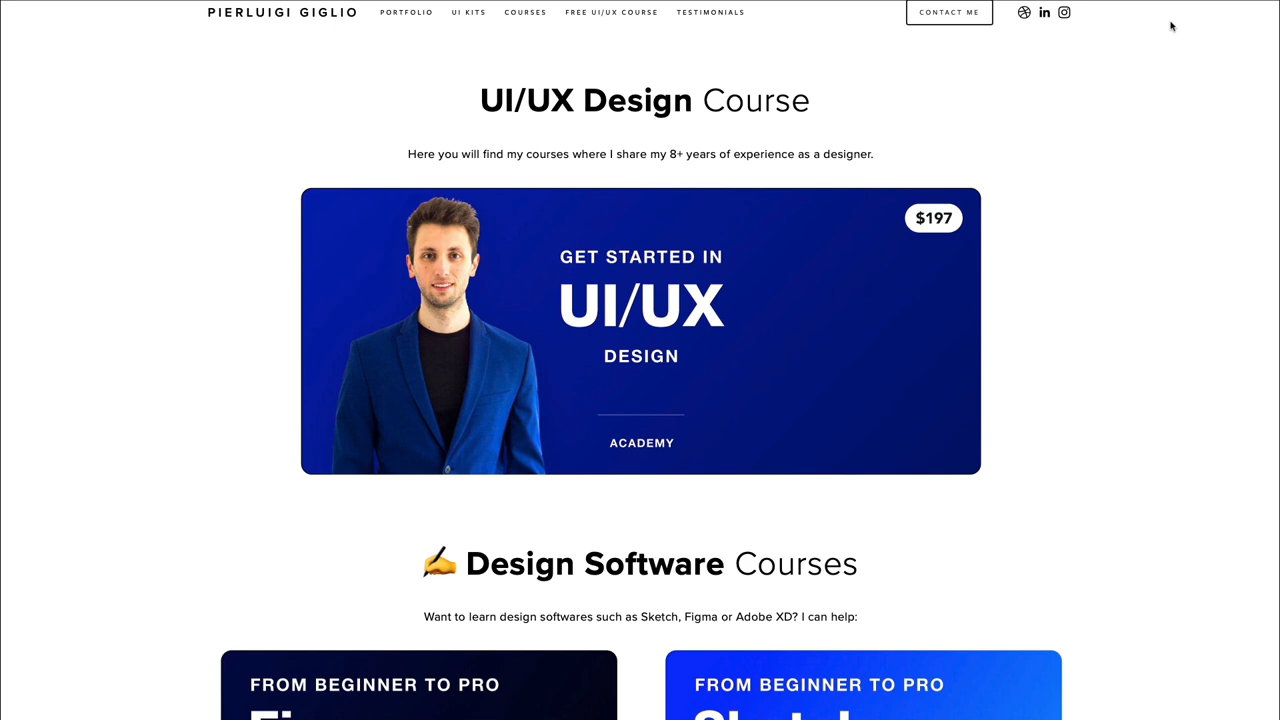 PIERLUIGI GIGLIO PORTFOLIO UI KITS COURSES FREE UI/UX COURSE TESTIMONIALS CONTACT ME
UI/UX Design Course
Here you will find my courses where I share my 8+ years of experience as a designer.
$197
GET STARTED IN
UI/UX
DESIGN
ACADEMY
✍️ Design Software Courses
Want to learn design softwares such as Sketch, Figma or Adobe XD? I can help:
FROM BEGINNER TO PRO
FROM BEGINNER TO PRO